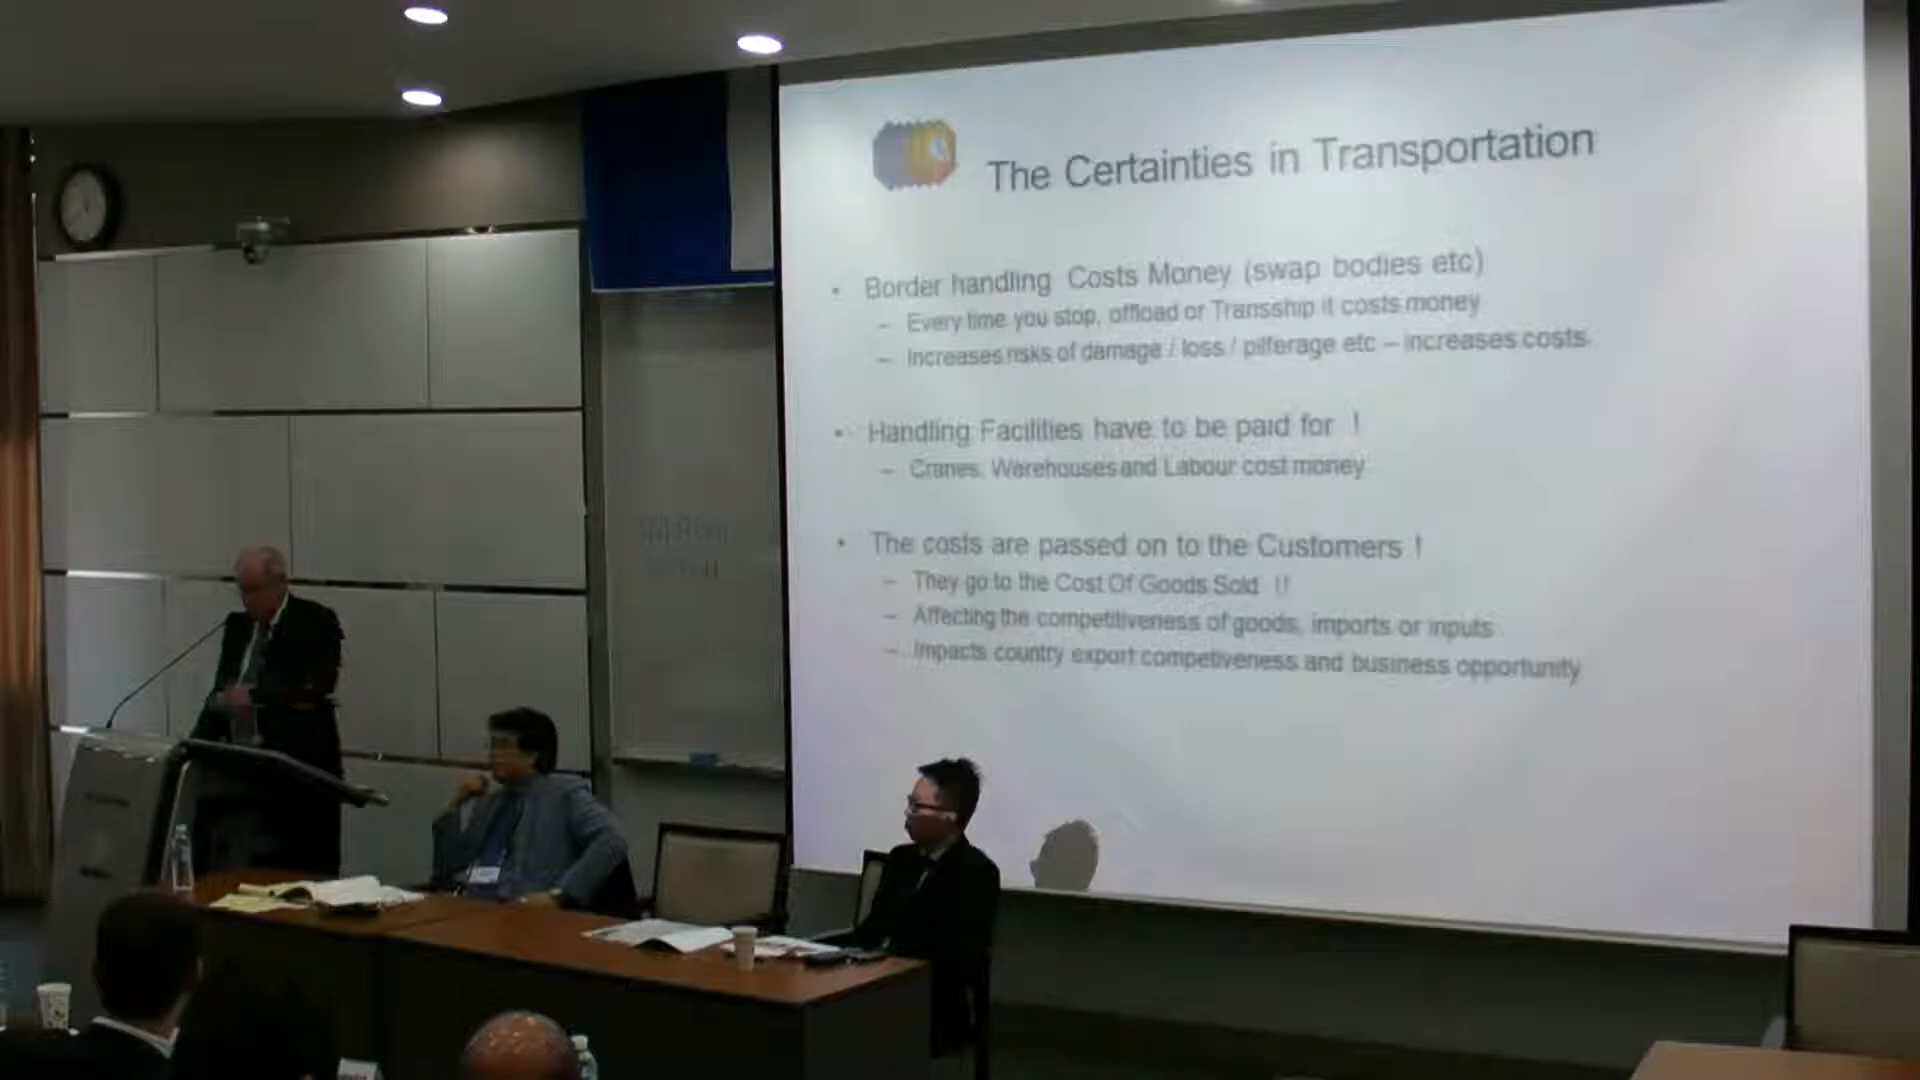 The Certainties in Transportation
• Border handling Costs Money (swap bodies etc)
– Every time you stop, offload or Transship it costs money
– Increases risks of damage / loss / pilferage etc – increases costs
• Handling Facilities have to be paid for !
– Cranes, Warehouses and Labour cost money
• The costs are passed on to the Customers !
– They go to the Cost Of Goods Sold !!
– Affecting the competitiveness of goods, imports or inputs
– Impacts country export competiveness and business opportunity